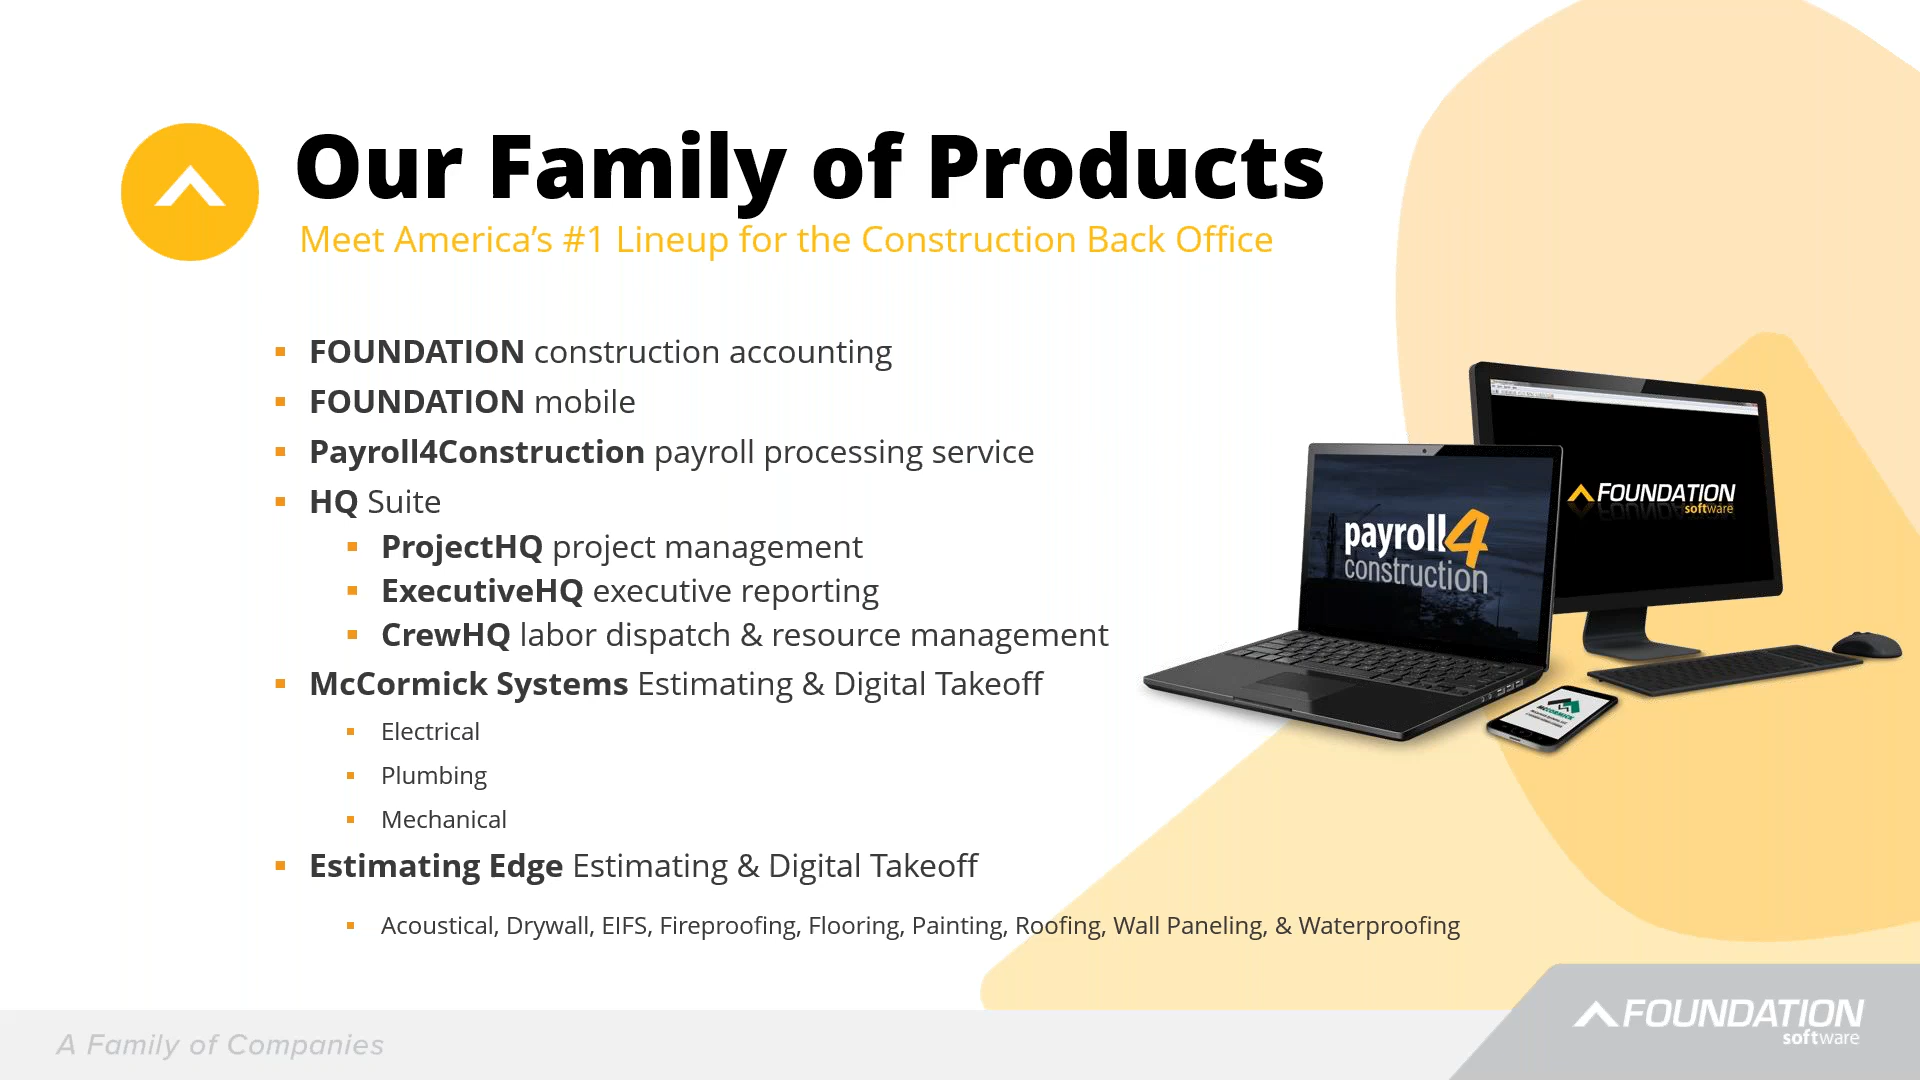 Our Family of Products
Meet America's #1 Lineup for the Construction Back Office
▪ FOUNDATION construction accounting
▪ FOUNDATION mobile
▪ Payroll4Construction payroll processing service
▪ HQ Suite
▪ ProjectHQ project management
▪ ExecutiveHQ executive reporting
▪ CrewHQ labor dispatch & resource management
▪ McCormick Systems Estimating & Digital Takeoff
▪ Electrical
▪ Plumbing
▪ Mechanical
▪ Estimating Edge Estimating & Digital Takeoff
▪ Acoustical, Drywall, EIFS, Fireproofing, Flooring, Painting, Roofing, Wall Paneling, & Waterproofing
payroll4
construction
FOUNDATION
software
MCCORMICK
A Family of Companies
FOUNDATION
software